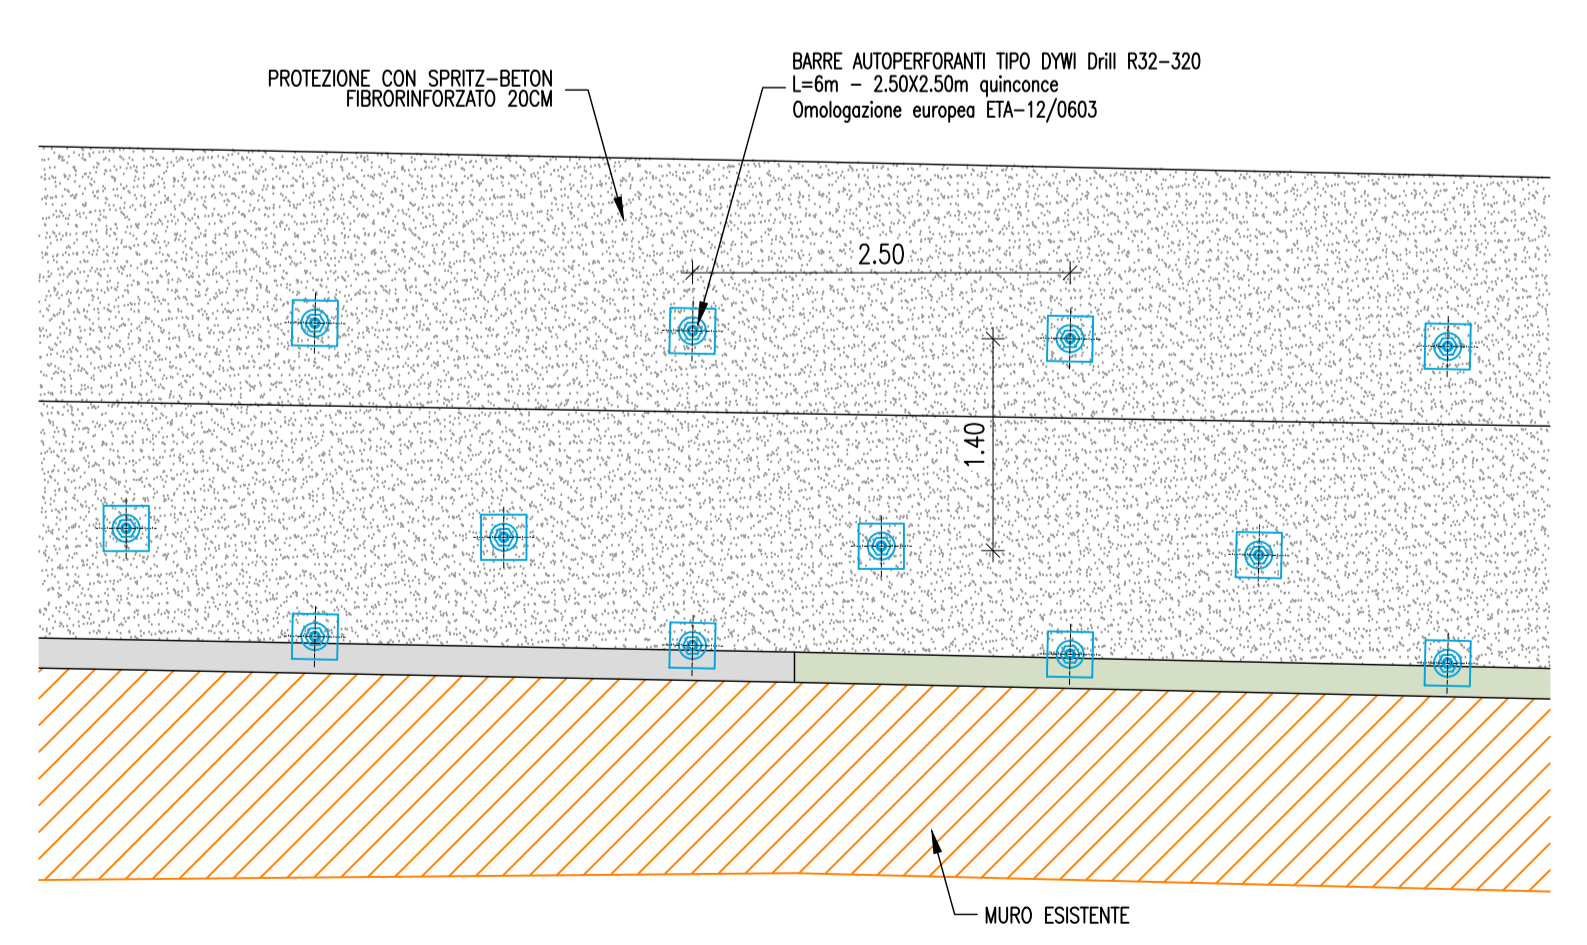 PROTEZIONE CON SPRITZ-BETON
FIBRORINFORZATO 20CM
BARRE AUTOPERFORANTI TIPO DYWI Drill R32-320
L=6m - 2.50X2.50m quinconce
Omologazione europea ETA-12/0603
2.50
1.40
MURO ESISTENTE